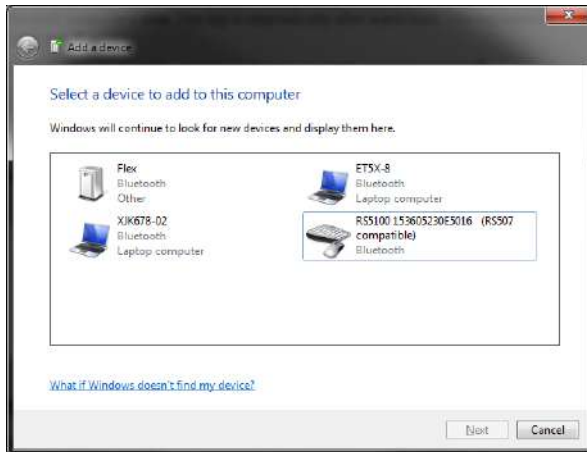 Add a device
Select a device to add to this computer
Windows will continue to look for new devices and display them here.
Flex
Bluetooth
Other
ET5X-8
Bluetooth
Laptop computer
XJK678-02
Bluetooth
Laptop computer
RS5100 153605230E5016 (RS507
compatible)
Bluetooth
What if Windows doesn't find my device?
Next
Cancel